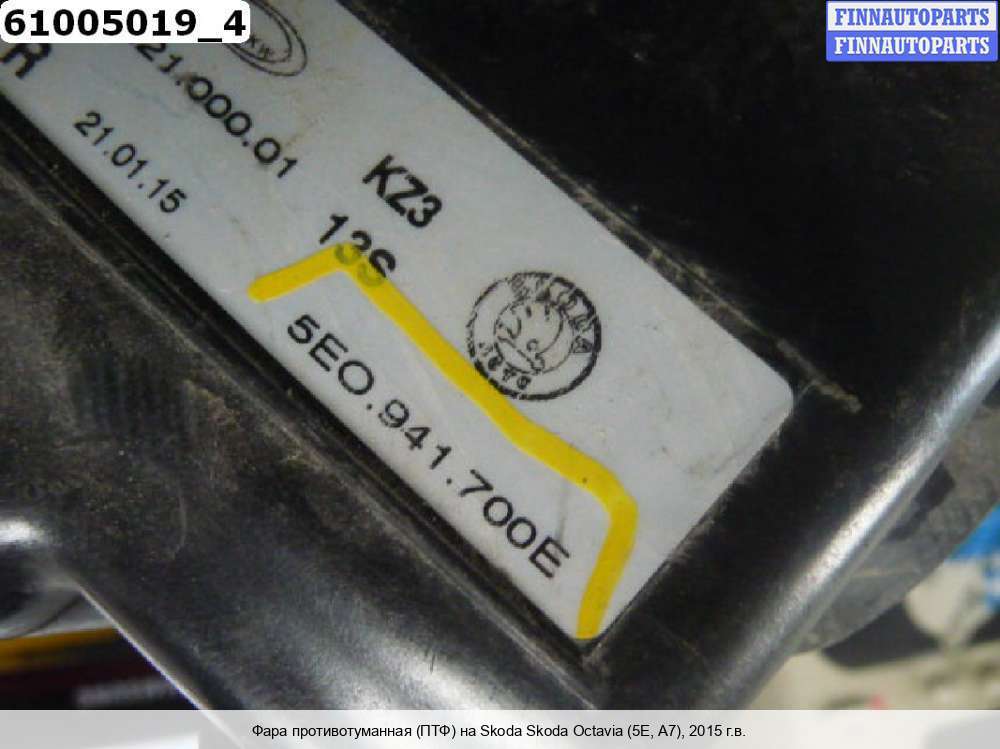 61005019_4
FINNAUTOPARTS
FINNAUTOPARTS
R
21.000.01
21.01.15
KZ3
13S
5E0.941.700E
Фара противотуманная (ПТФ) на Skoda Skoda Octavia (5E, A7), 2015 г.в.